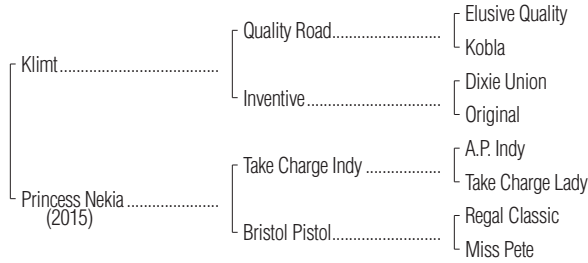 Elusive Quality
Quality Road
Kobla
Klimt
Dixie Union
Inventive
Original
A.P. Indy
Take Charge Indy
Take Charge Lady
Princess Nekia
(2015)
Regal Classic
Bristol Pistol
Miss Pete